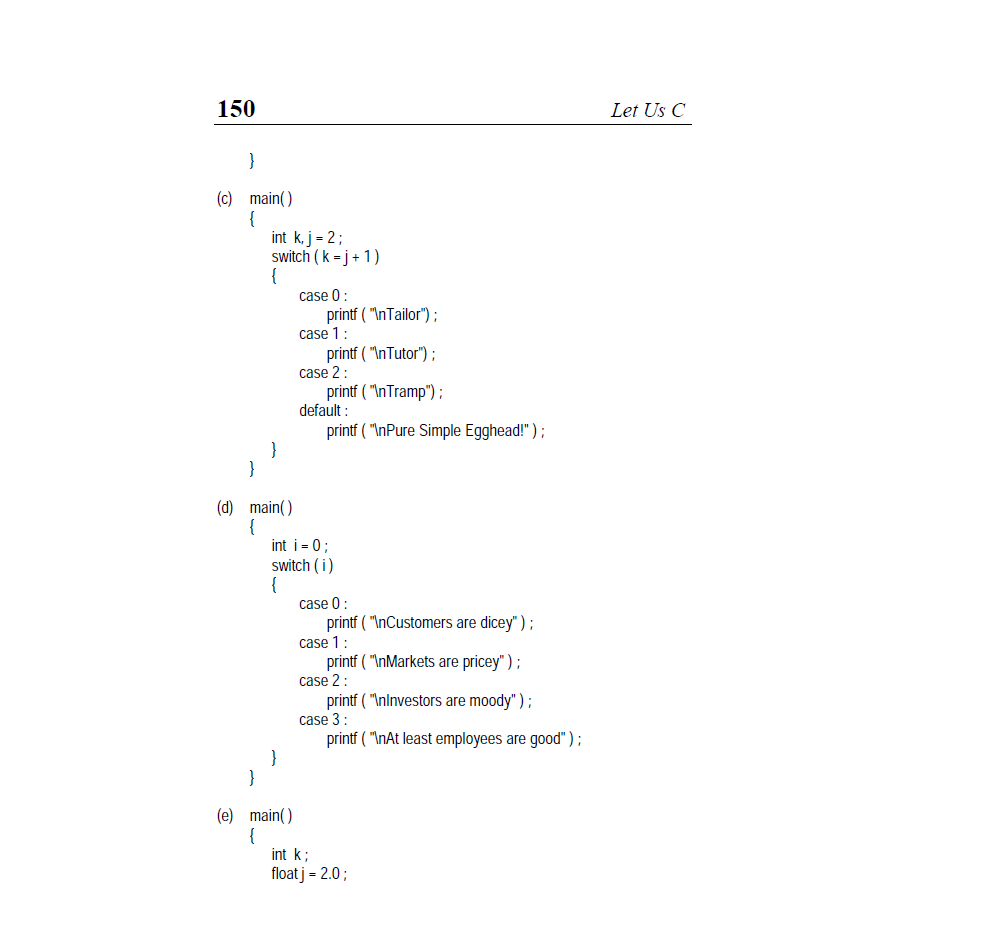 150 Let Us C
}
(c) main( )
{
int k, j = 2 ;
switch ( k = j + 1 )
{
case 0 :
printf ( "\nTailor") ;
case 1 :
printf ( "\nTutor") ;
case 2 :
printf ( "\nTramp") ;
default :
printf ( "\nPure Simple Egghead!" ) ;
}
}
(d) main( )
{
int i = 0 ;
switch ( i )
{
case 0 :
printf ( "\nCustomers are dicey" ) ;
case 1 :
printf ( "\nMarkets are pricey" ) ;
case 2 :
printf ( "\nInvestors are moody" ) ;
case 3 :
printf ( "\nAt least employees are good" ) ;
}
}
(e) main( )
{
int k ;
float j = 2.0 ;